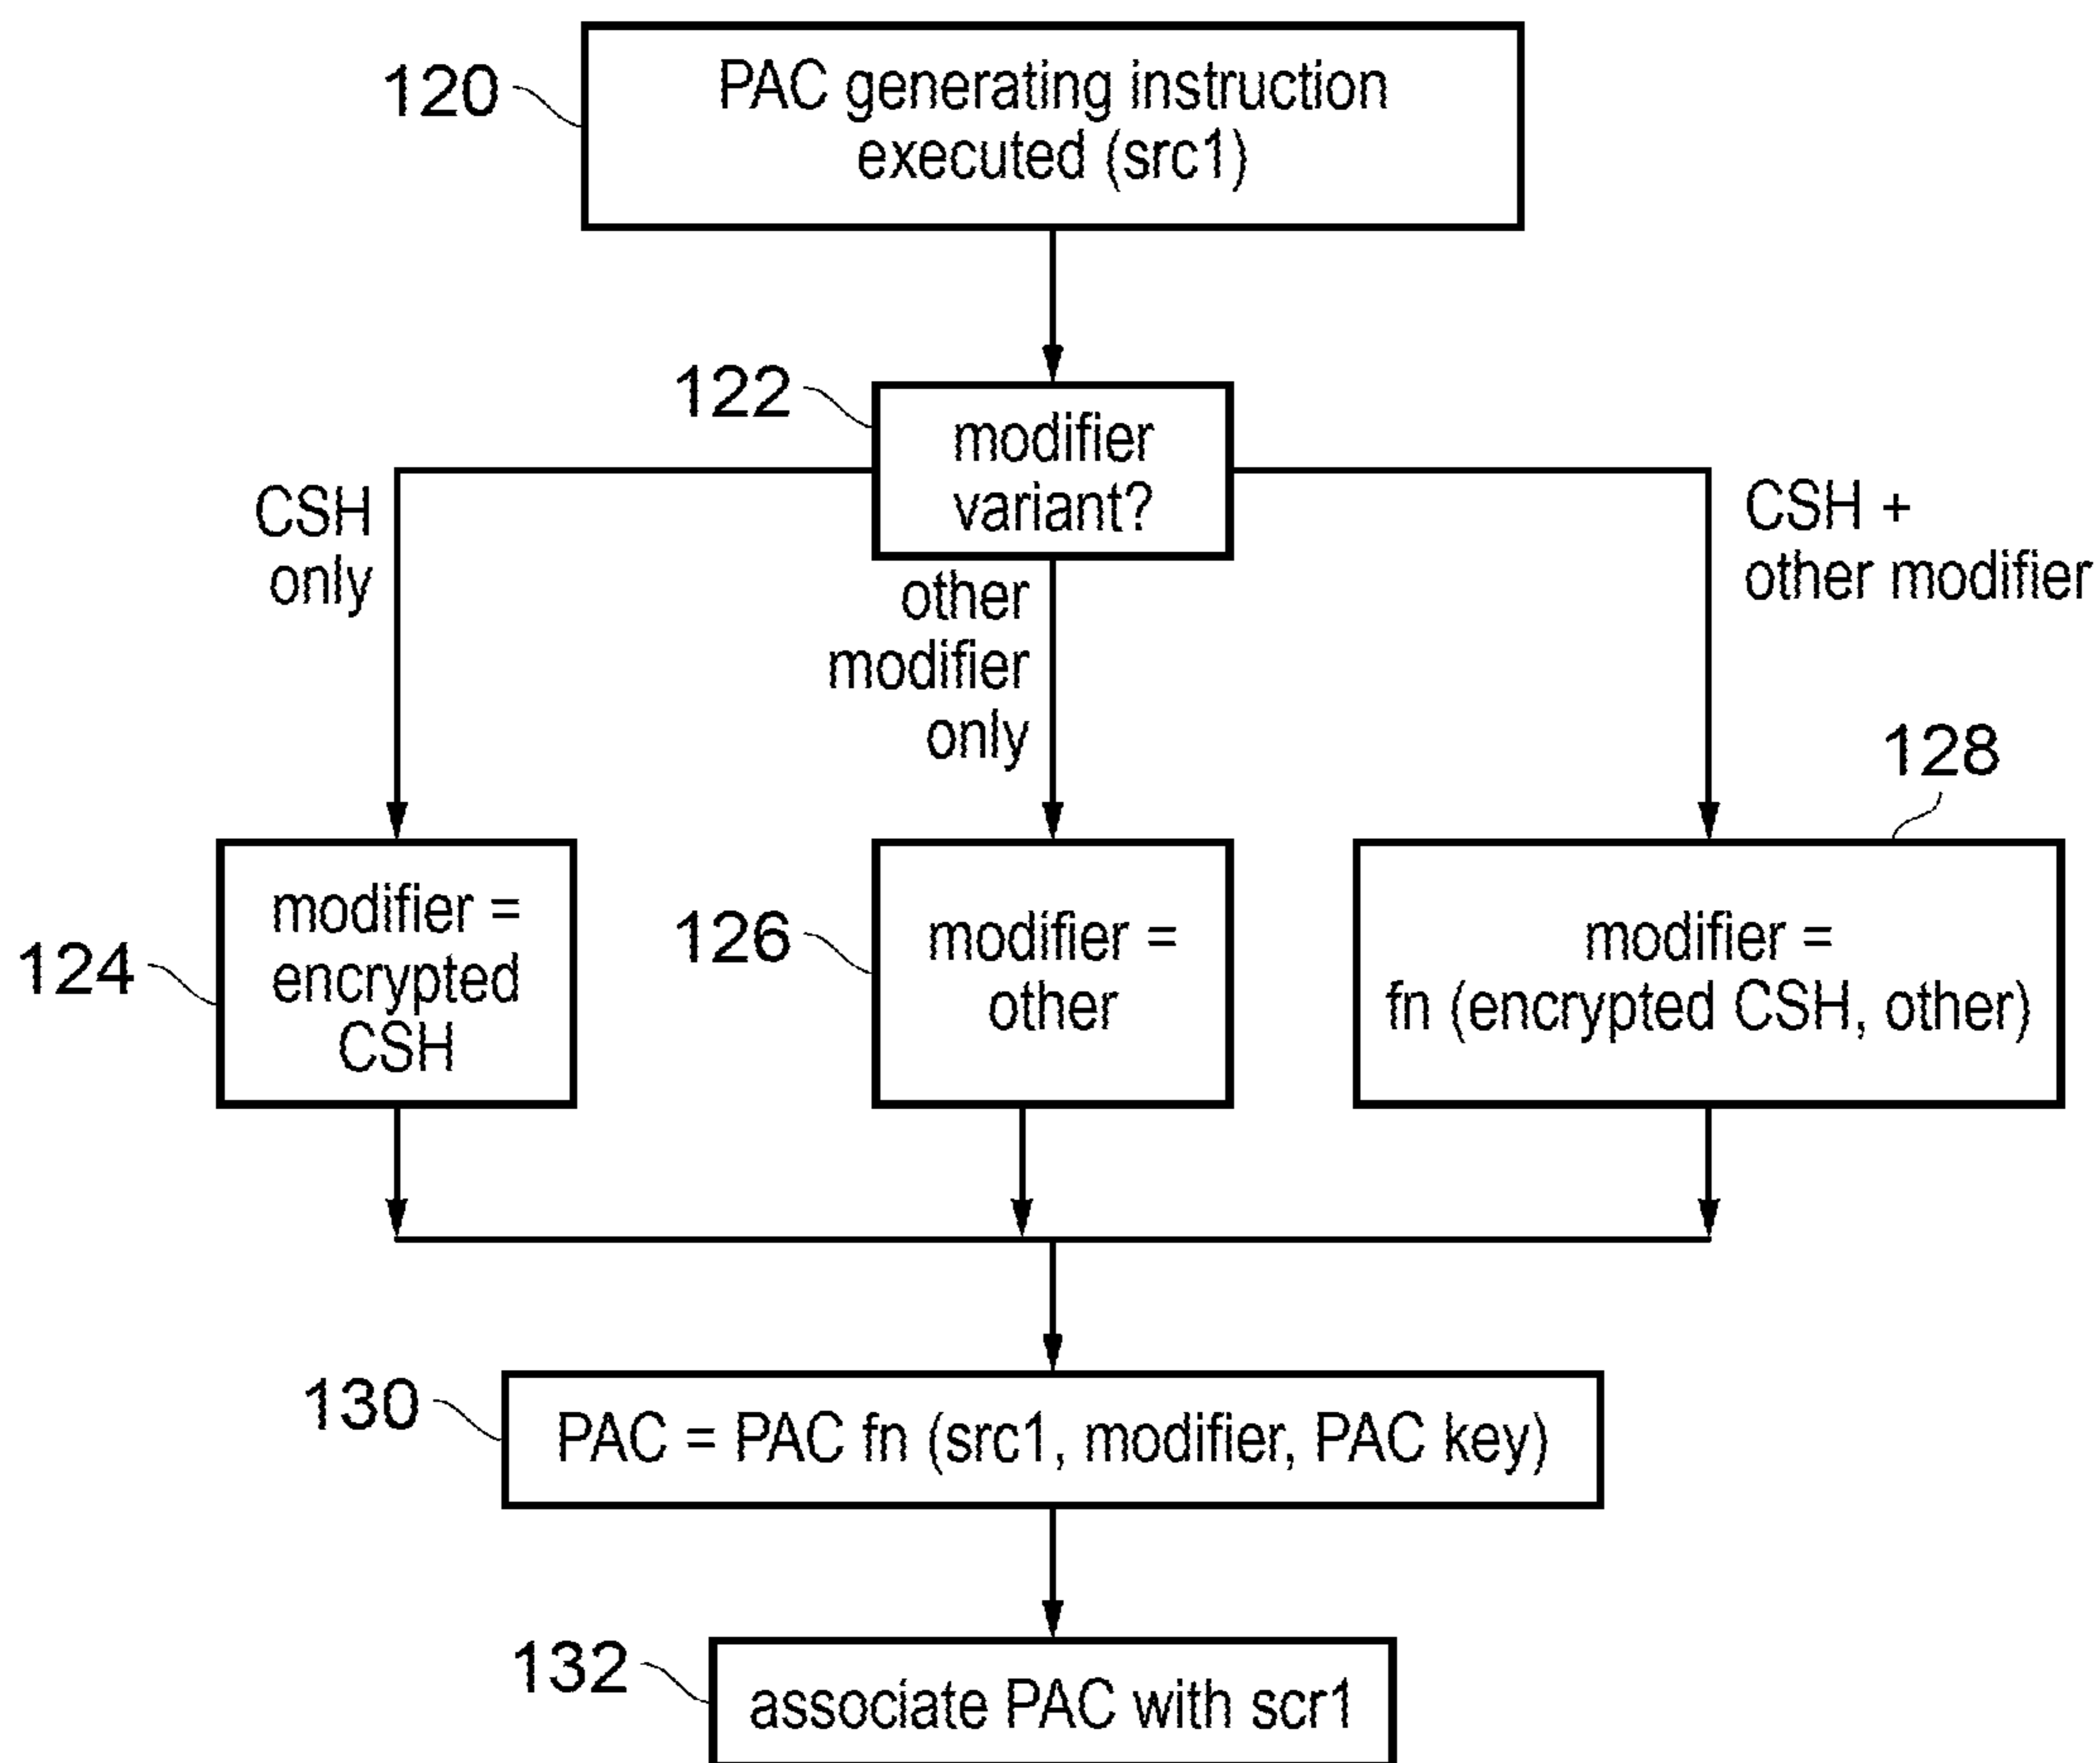 120
PAC generating instruction
executed (src1)
122
modifier
variant?
CSH
only
other
modifier
only
CSH +
other modifier
124
modifier =
encrypted
CSH
126
modifier =
other
128
modifier =
fn (encrypted CSH, other)
130
PAC = PAC fn (src1, modifier, PAC key)
132
associate PAC with scr1